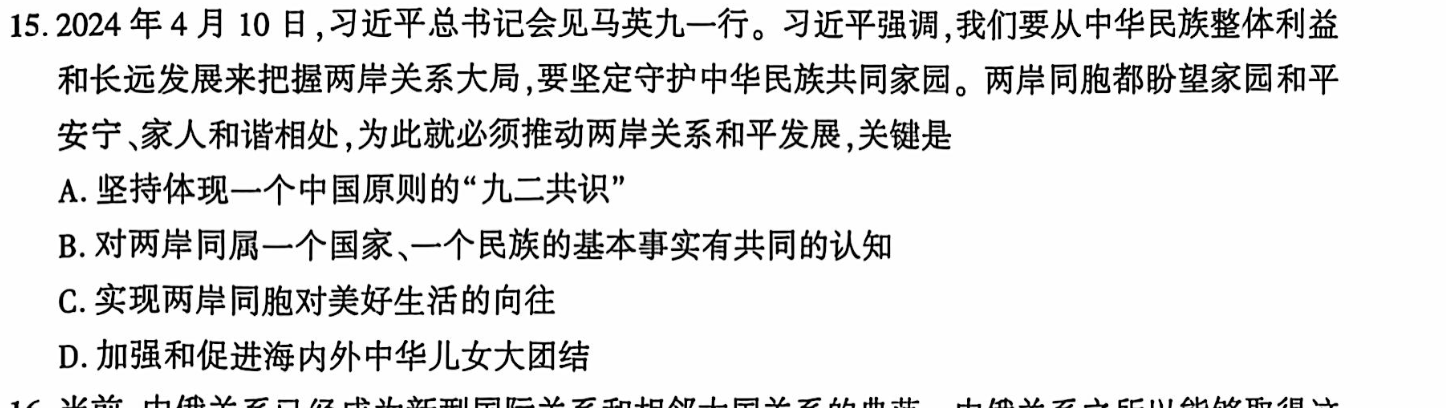 15. 2024 年 4 月 10 日,习近平总书记会见马英九一行。习近平强调,我们要从中华民族整体利益
和长远发展来把握两岸关系大局,要坚定守护中华民族共同家园。两岸同胞都盼望家园和平
安宁、家人和谐相处,为此就必须推动两岸关系和平发展,关键是
A. 坚持体现一个中国原则的“九二共识”
B. 对两岸同属一个国家、一个民族的基本事实有共同的认知
C. 实现两岸同胞对美好生活的向往
D. 加强和促进海内外中华儿女大团结